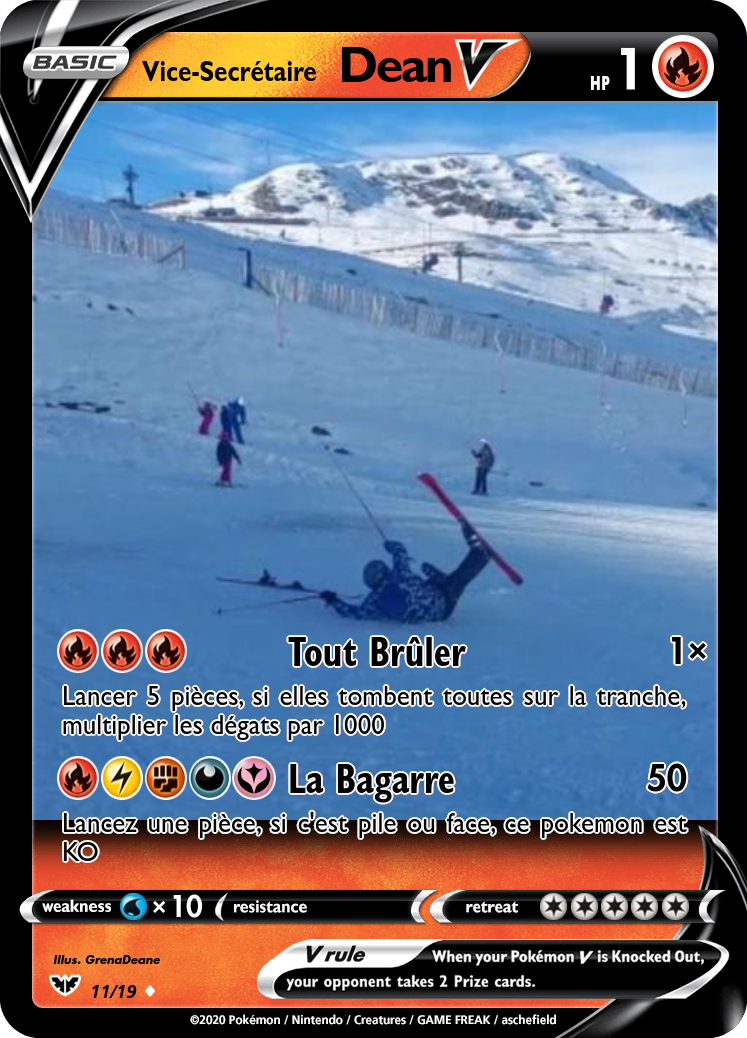 BASIC
Vice-Secrétaire Dean V HP 1
Tout Brûler 1×
Lancer 5 pièces, si elles tombent toutes sur la tranche,
multiplier les dégats par 1000
La Bagarre 50
Lancez une pièce, si c'est pile ou face, ce pokemon est
KO
weakness × 10 resistance retreat
Illus. GrenaDeane
V rule When your Pokémon V is Knocked Out,
your opponent takes 2 Prize cards.
11/19
©2020 Pokémon / Nintendo / Creatures / GAME FREAK / aschefield